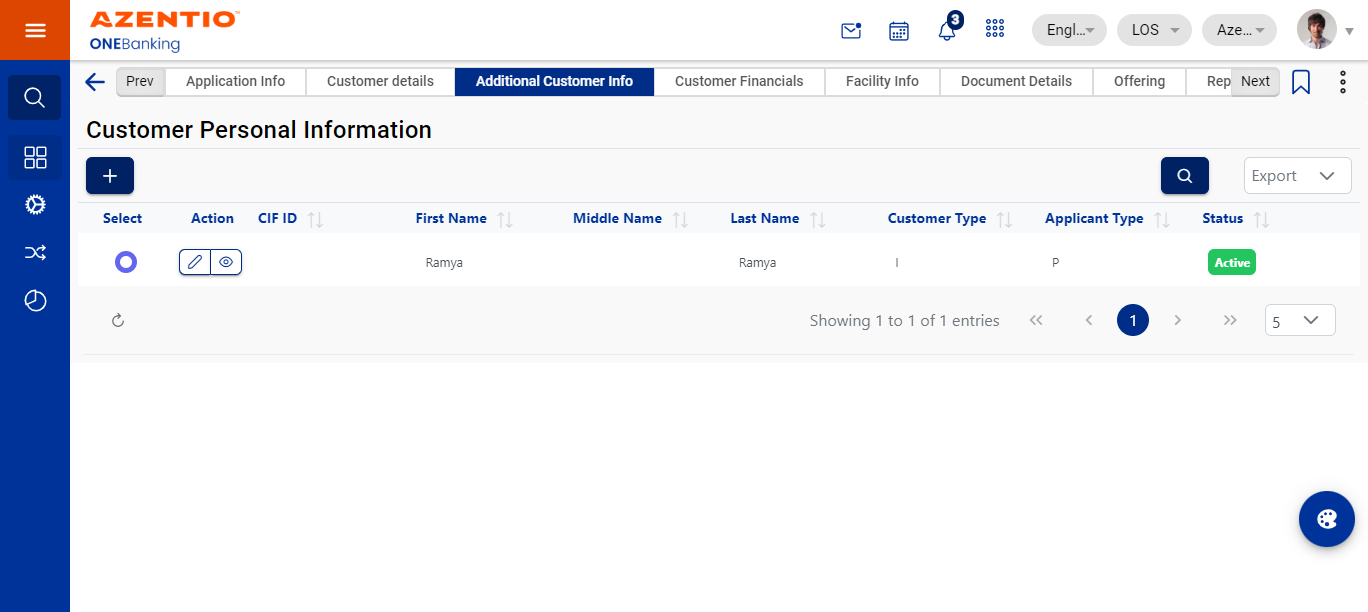 AZENTIO™
ONEBanking
3
Engl...
LOS
Aze...
Prev
Application Info
Customer details
Additional Customer Info
Customer Financials
Facility Info
Document Details
Offering
Rep
Next
Customer Personal Information
Export
Select
Action
CIF ID
First Name
Middle Name
Last Name
Customer Type
Applicant Type
Status
Ramya
Ramya
I
P
Active
Showing 1 to 1 of 1 entries
1
5